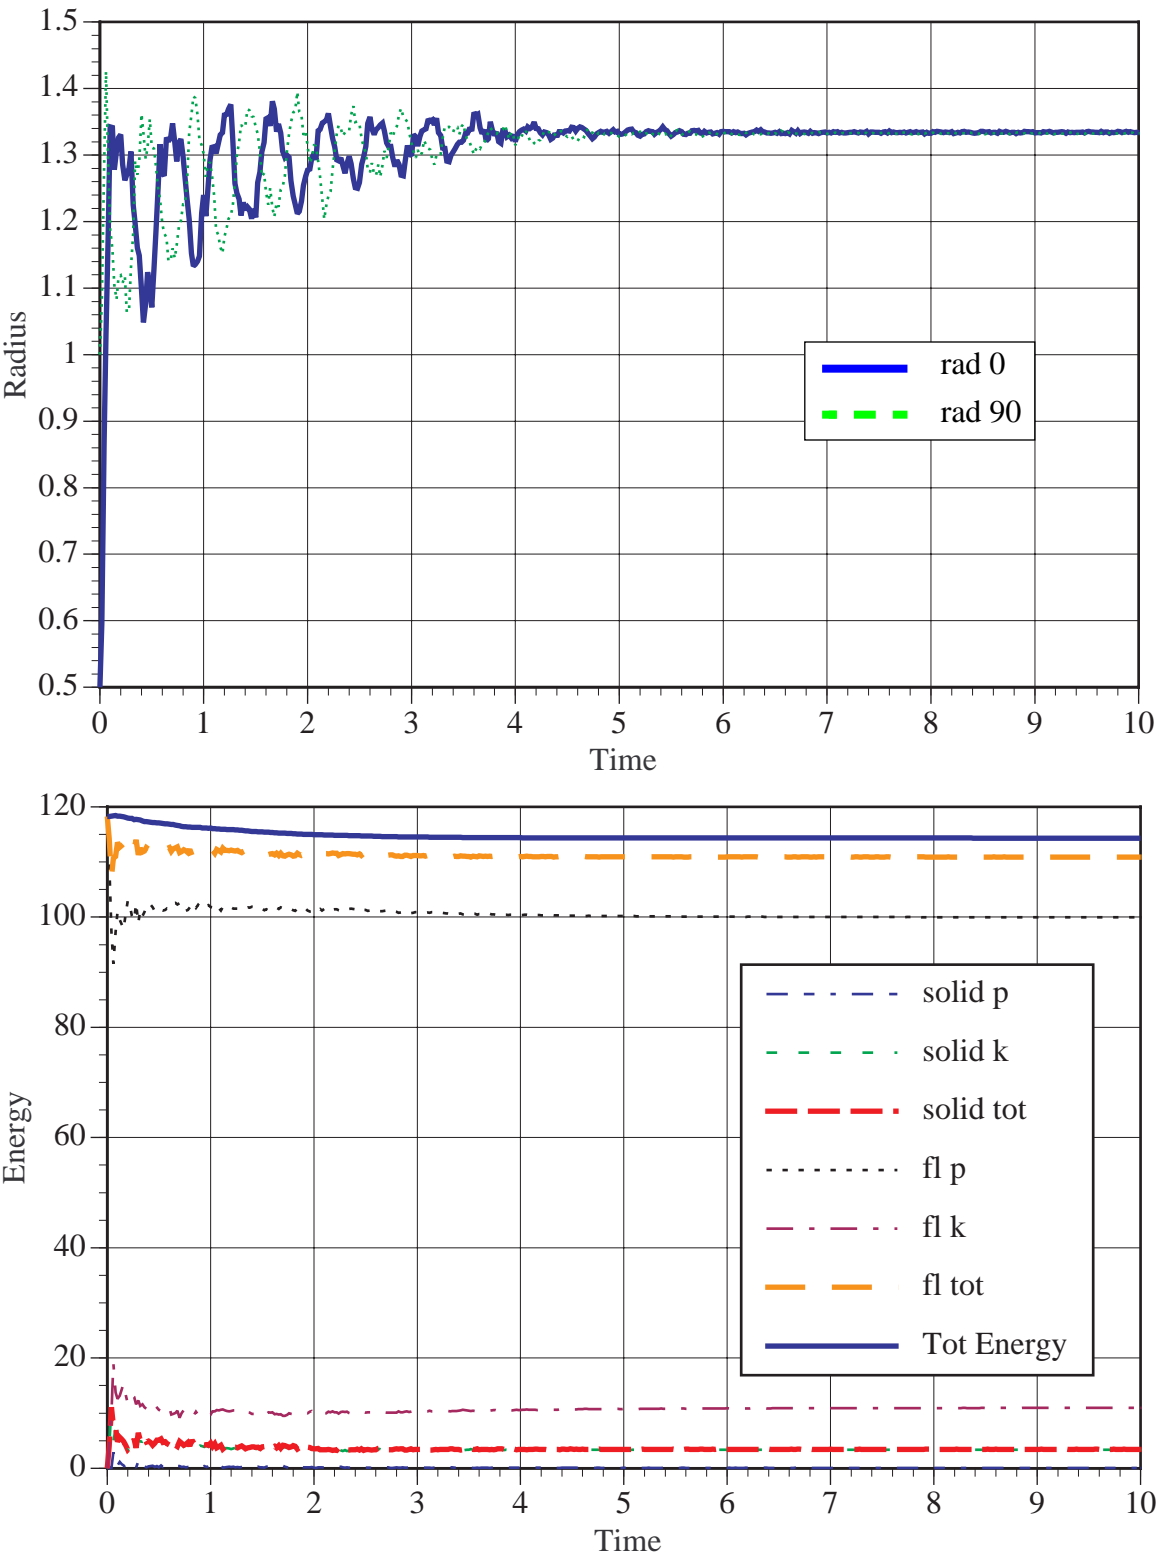 1.5
1.4
1.3
1.2
1.1
1
0.9
0.8
0.7
0.6
0.5
Radius
rad 0
rad 90
0 1 2 3 4 5 6 7 8 9 10
Time
120
100
80
60
40
20
0
Energy
solid p
solid k
solid tot
fl p
fl k
fl tot
Tot Energy
0 1 2 3 4 5 6 7 8 9 10
Time